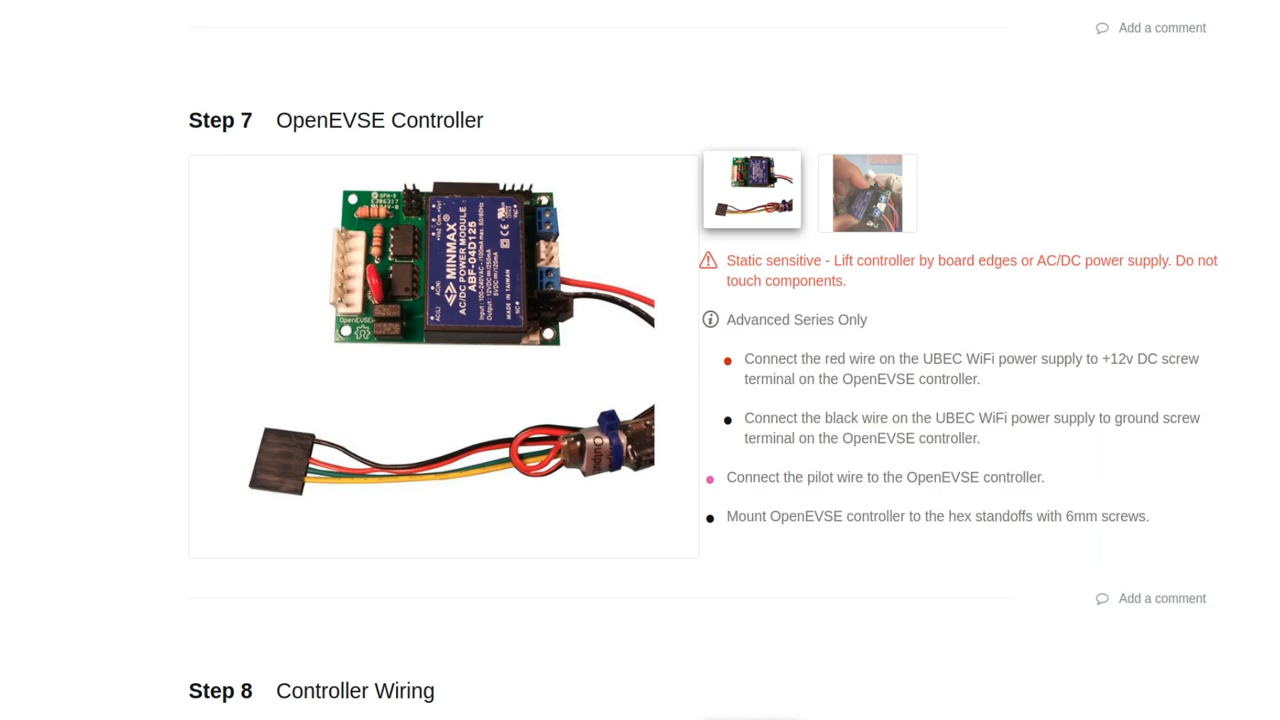 Add a comment
Step 7 OpenEVSE Controller
MINMAX
AC/DC POWER MODULE
ABF-04D125
MADE IN TAIWAN
OpenEVSE
Output
Static sensitive - Lift controller by board edges or AC/DC power supply. Do not
touch components.
Advanced Series Only
Connect the red wire on the UBEC WiFi power supply to +12v DC screw
terminal on the OpenEVSE controller.
Connect the black wire on the UBEC WiFi power supply to ground screw
terminal on the OpenEVSE controller.
Connect the pilot wire to the OpenEVSE controller.
Mount OpenEVSE controller to the hex standoffs with 6mm screws.
Add a comment
Step 8 Controller Wiring